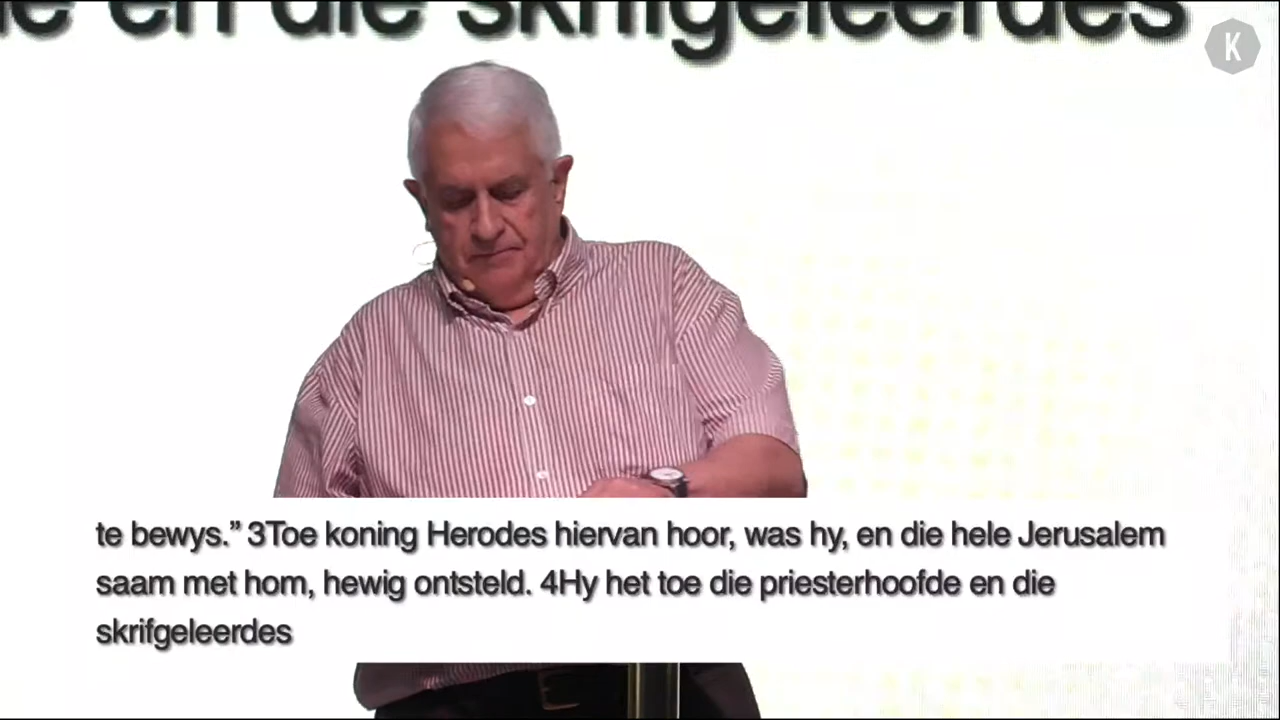 en die skrifgeleerdes
K
te bewys.” 3Toe koning Herodes hiervan hoor, was hy, en die hele Jerusalem
saam met hom, hewig ontsteld. 4Hy het toe die priesterhoofde en die
skrifgeleerdes